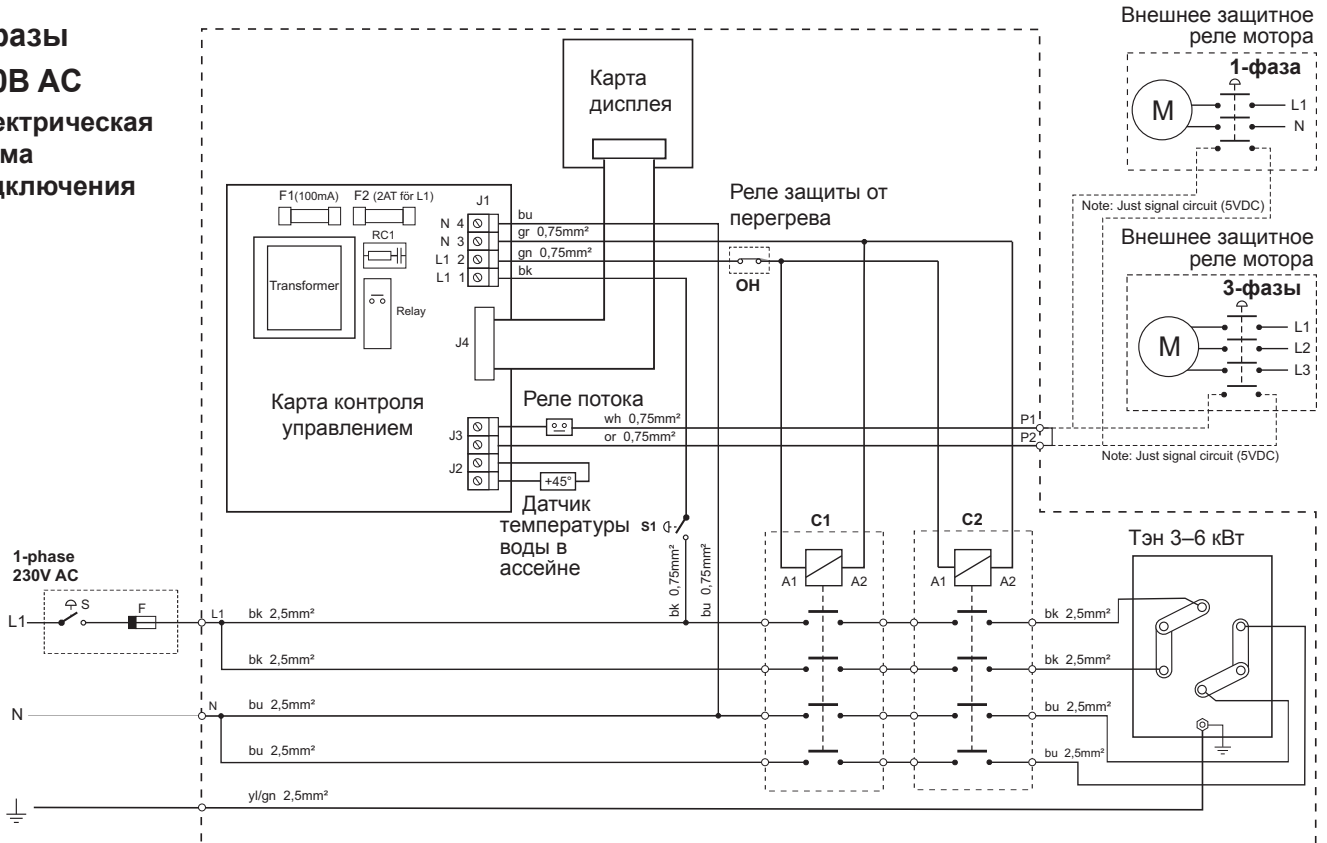 фазы
0В AC
ектрическая
ма
дключения
Внешнее защитное
реле мотора
1-фаза
M
L1
N
Note: Just signal circuit (5VDC)
Внешнее защитное
реле мотора
3-фазы
M
L1
L2
L3
Note: Just signal circuit (5VDC)
Карта
дисплея
F1(100mA)
F2 (2AT för L1)
J1
RC1
Transformer
Relay
N 4
N 3
L1 2
L1 1
bu
gr 0,75mm²
gn 0,75mm²
bk
Реле защиты от
перегрева
OH
J4
Карта контроля
управлением
Реле потока
J3
wh 0,75mm²
or 0,75mm²
P1
P2
J2
+45°
Датчик
температуры
воды в
ассейне
S1
bk 0,75mm²
bu 0,75mm²
C1
A1
A2
C2
A1
A2
Тэн 3–6 кВт
1-phase
230V AC
S
F
L1
L1
bk 2,5mm²
bk 2,5mm²
bk 2,5mm²
bk 2,5mm²
N
N
bu 2,5mm²
bu 2,5mm²
bu 2,5mm²
bu 2,5mm²
yl/gn 2,5mm²